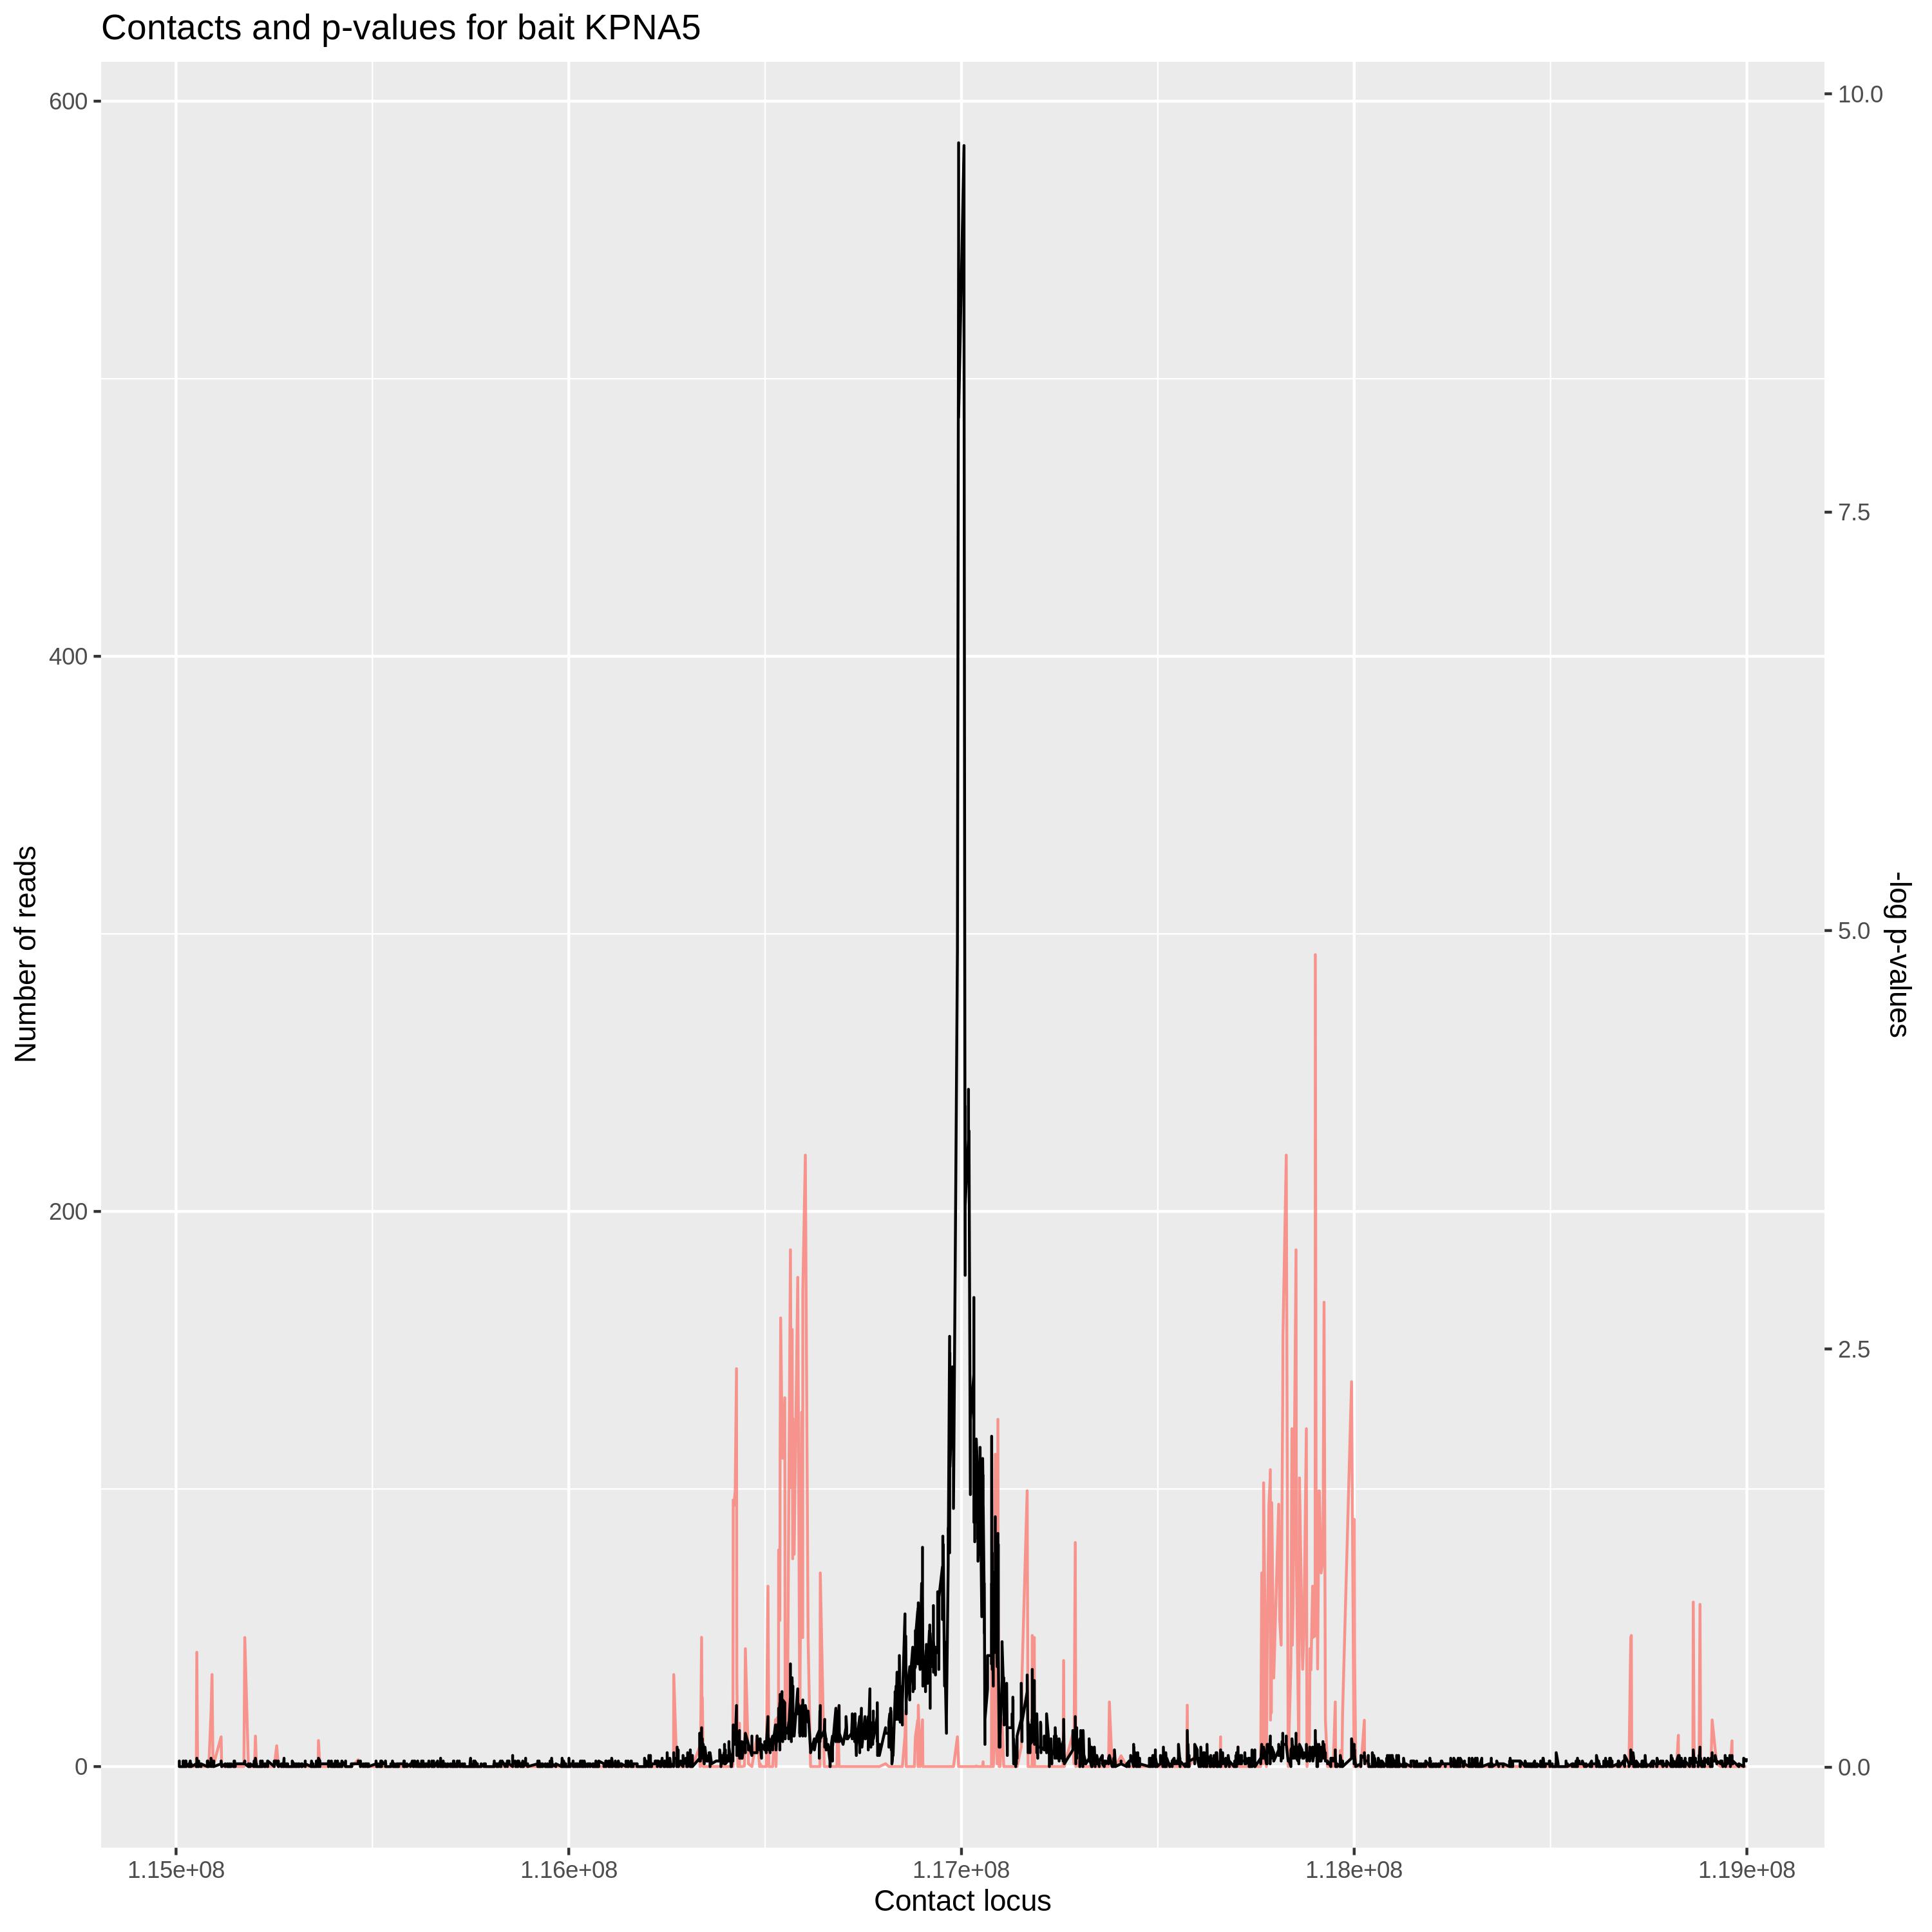 Contacts and p-values for bait KPNA5
600
400
200
0
Number of reads
10.0
7.5
5.0
2.5
0.0
-log p-values
1.15e+08
1.16e+08
1.17e+08
1.18e+08
1.19e+08
Contact locus